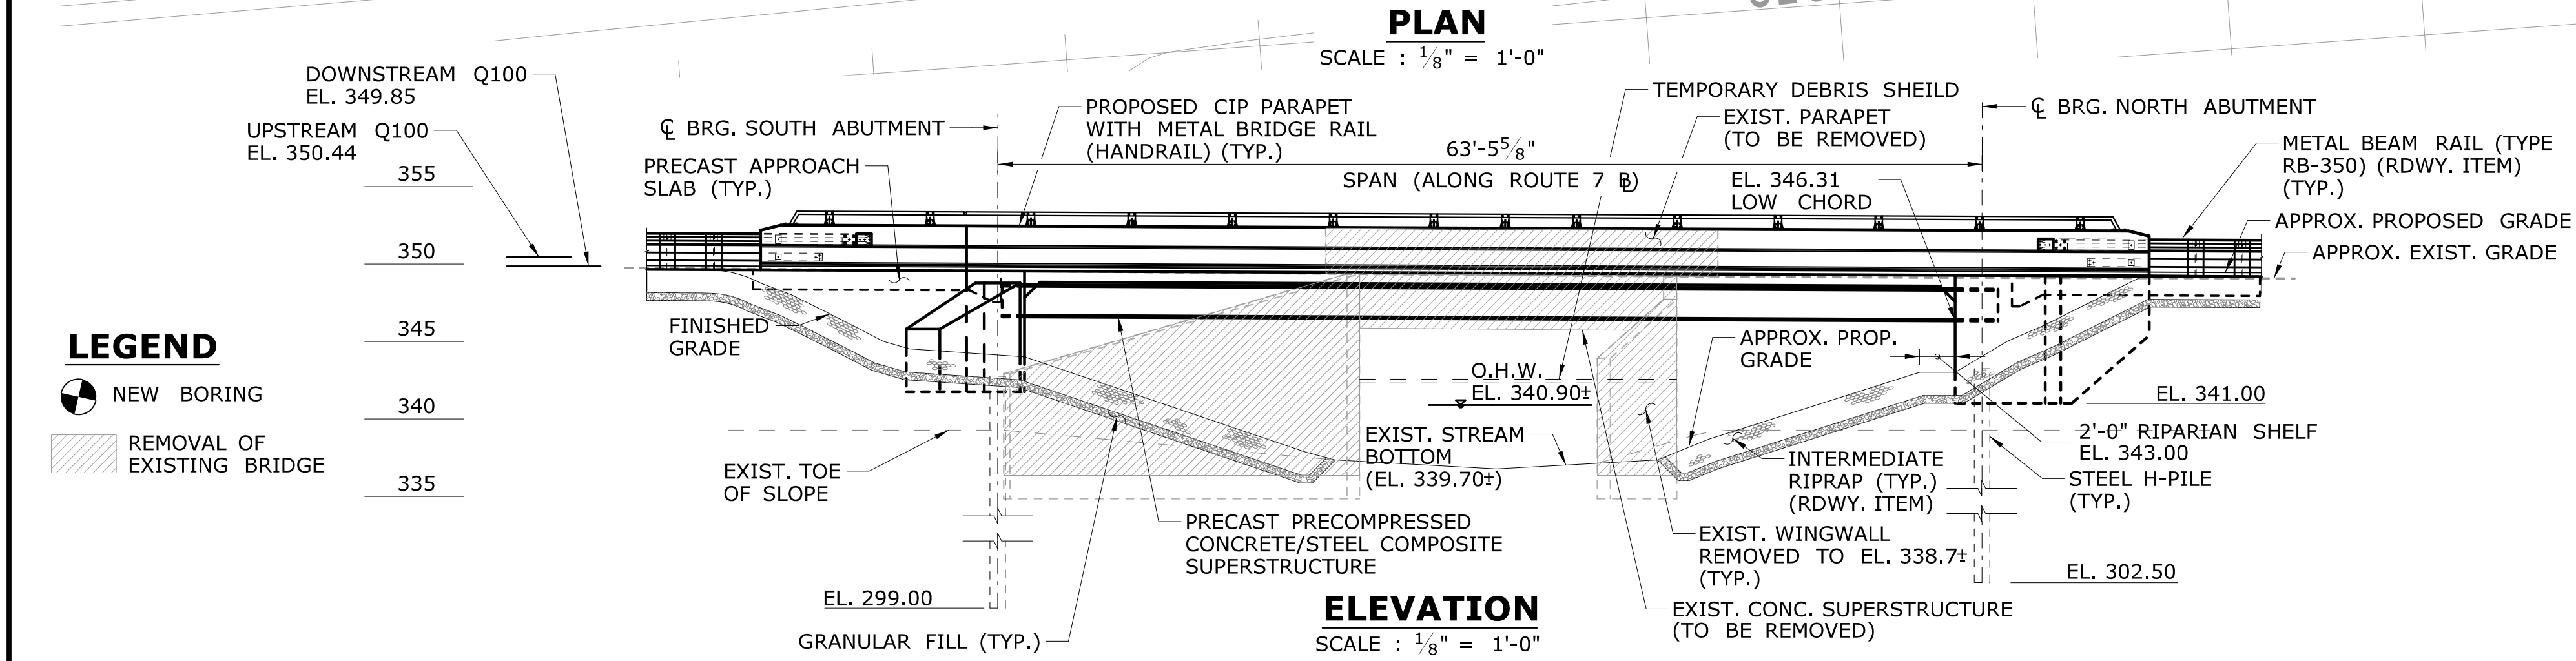 PLAN
SCALE : 1/8" = 1'-0"
DOWNSTREAM Q100
EL. 349.85
UPSTREAM Q100
EL. 350.44
355
350
345
340
335
LEGEND
NEW BORING
REMOVAL OF
EXISTING BRIDGE
℄ BRG. SOUTH ABUTMENT
PRECAST APPROACH
SLAB (TYP.)
PROPOSED CIP PARAPET
WITH METAL BRIDGE RAIL
(HANDRAIL) (TYP.)
TEMPORARY DEBRIS SHEILD
EXIST. PARAPET
(TO BE REMOVED)
63'-5 5/8"
SPAN (ALONG ROUTE 7 BL)
EL. 346.31
LOW CHORD
℄ BRG. NORTH ABUTMENT
METAL BEAM RAIL (TYPE
RB-350) (RDWY. ITEM)
(TYP.)
APPROX. PROPOSED GRADE
APPROX. EXIST. GRADE
FINISHED
GRADE
APPROX. PROP.
GRADE
O.H.W.
EL. 340.90±
EL. 341.00
2'-0" RIPARIAN SHELF
EL. 343.00
STEEL H-PILE
(TYP.)
EXIST. STREAM
BOTTOM
(EL. 339.70±)
EXIST. TOE
OF SLOPE
INTERMEDIATE
RIPRAP (TYP.)
(RDWY. ITEM)
PRECAST PRECOMPRESSED
CONCRETE/STEEL COMPOSITE
SUPERSTRUCTURE
EXIST. WINGWALL
REMOVED TO EL. 338.7±
(TYP.)
EL. 302.50
EL. 299.00
EXIST. CONC. SUPERSTRUCTURE
(TO BE REMOVED)
GRANULAR FILL (TYP.)
ELEVATION
SCALE : 1/8" = 1'-0"